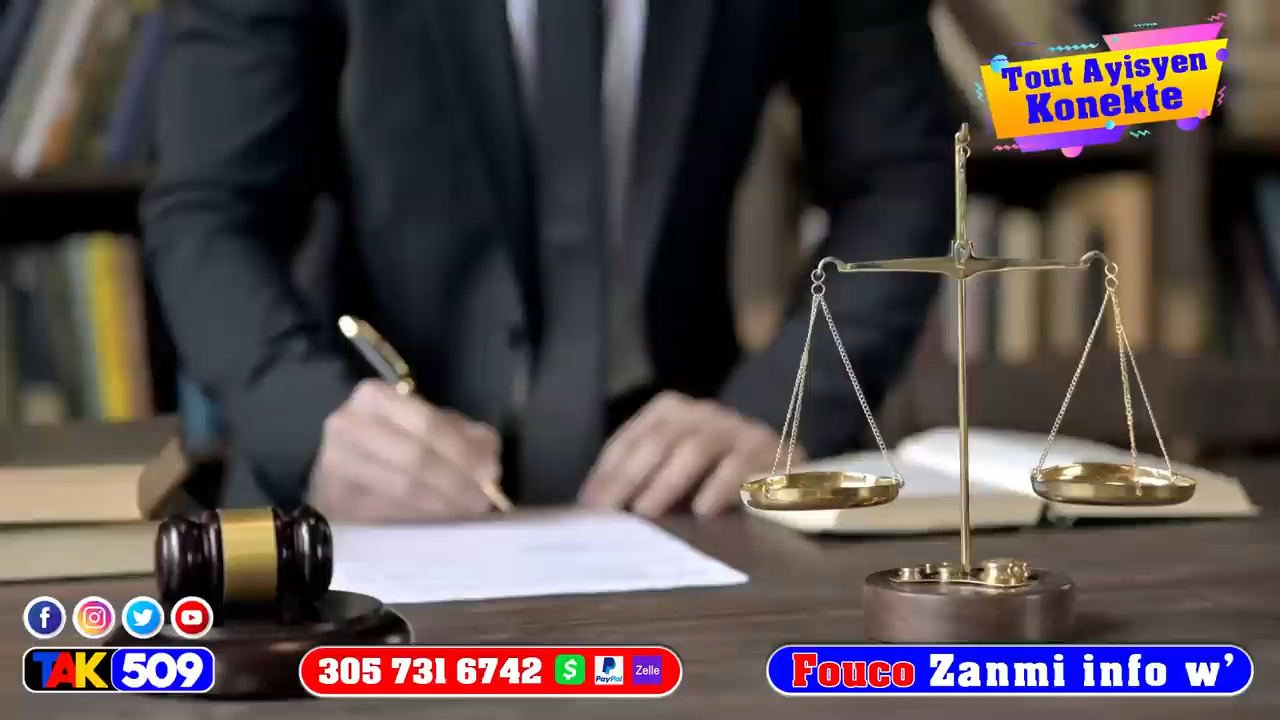 Tout Ayisyen
Konekte
TAK 509
305 731 6742
$
PayPal
Zelle
Fouco Zanmi info w'